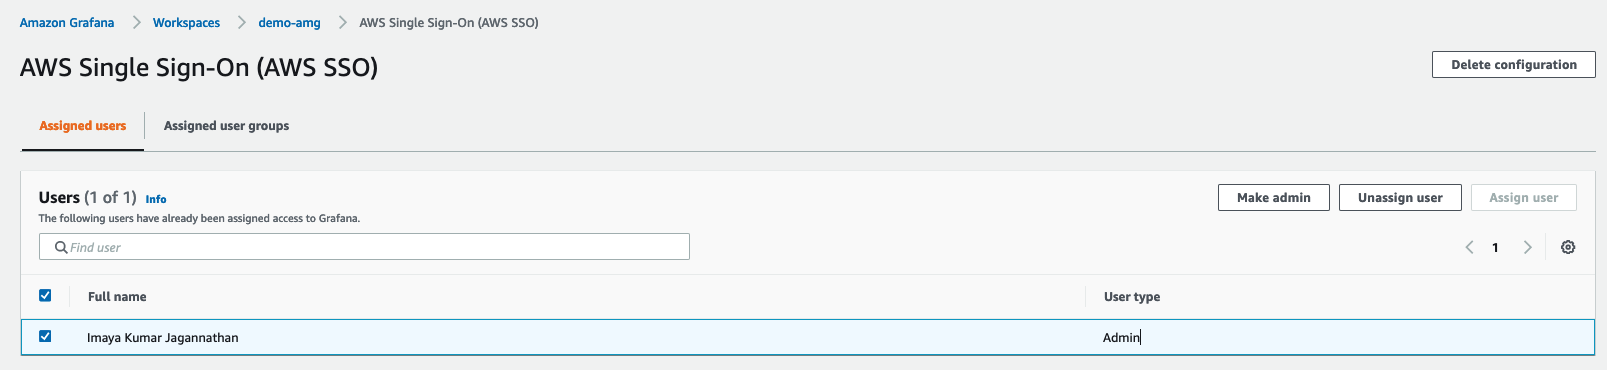 Amazon Grafana > Workspaces > demo-amg > AWS Single Sign-On (AWS SSO)
AWS Single Sign-On (AWS SSO)
Delete configuration
Assigned users
Assigned user groups
Users (1 of 1) Info
Make admin
Unassign user
Assign user
The following users have already been assigned access to Grafana.
Find user
1
Full name
User type
Imaya Kumar Jagannathan
Admin